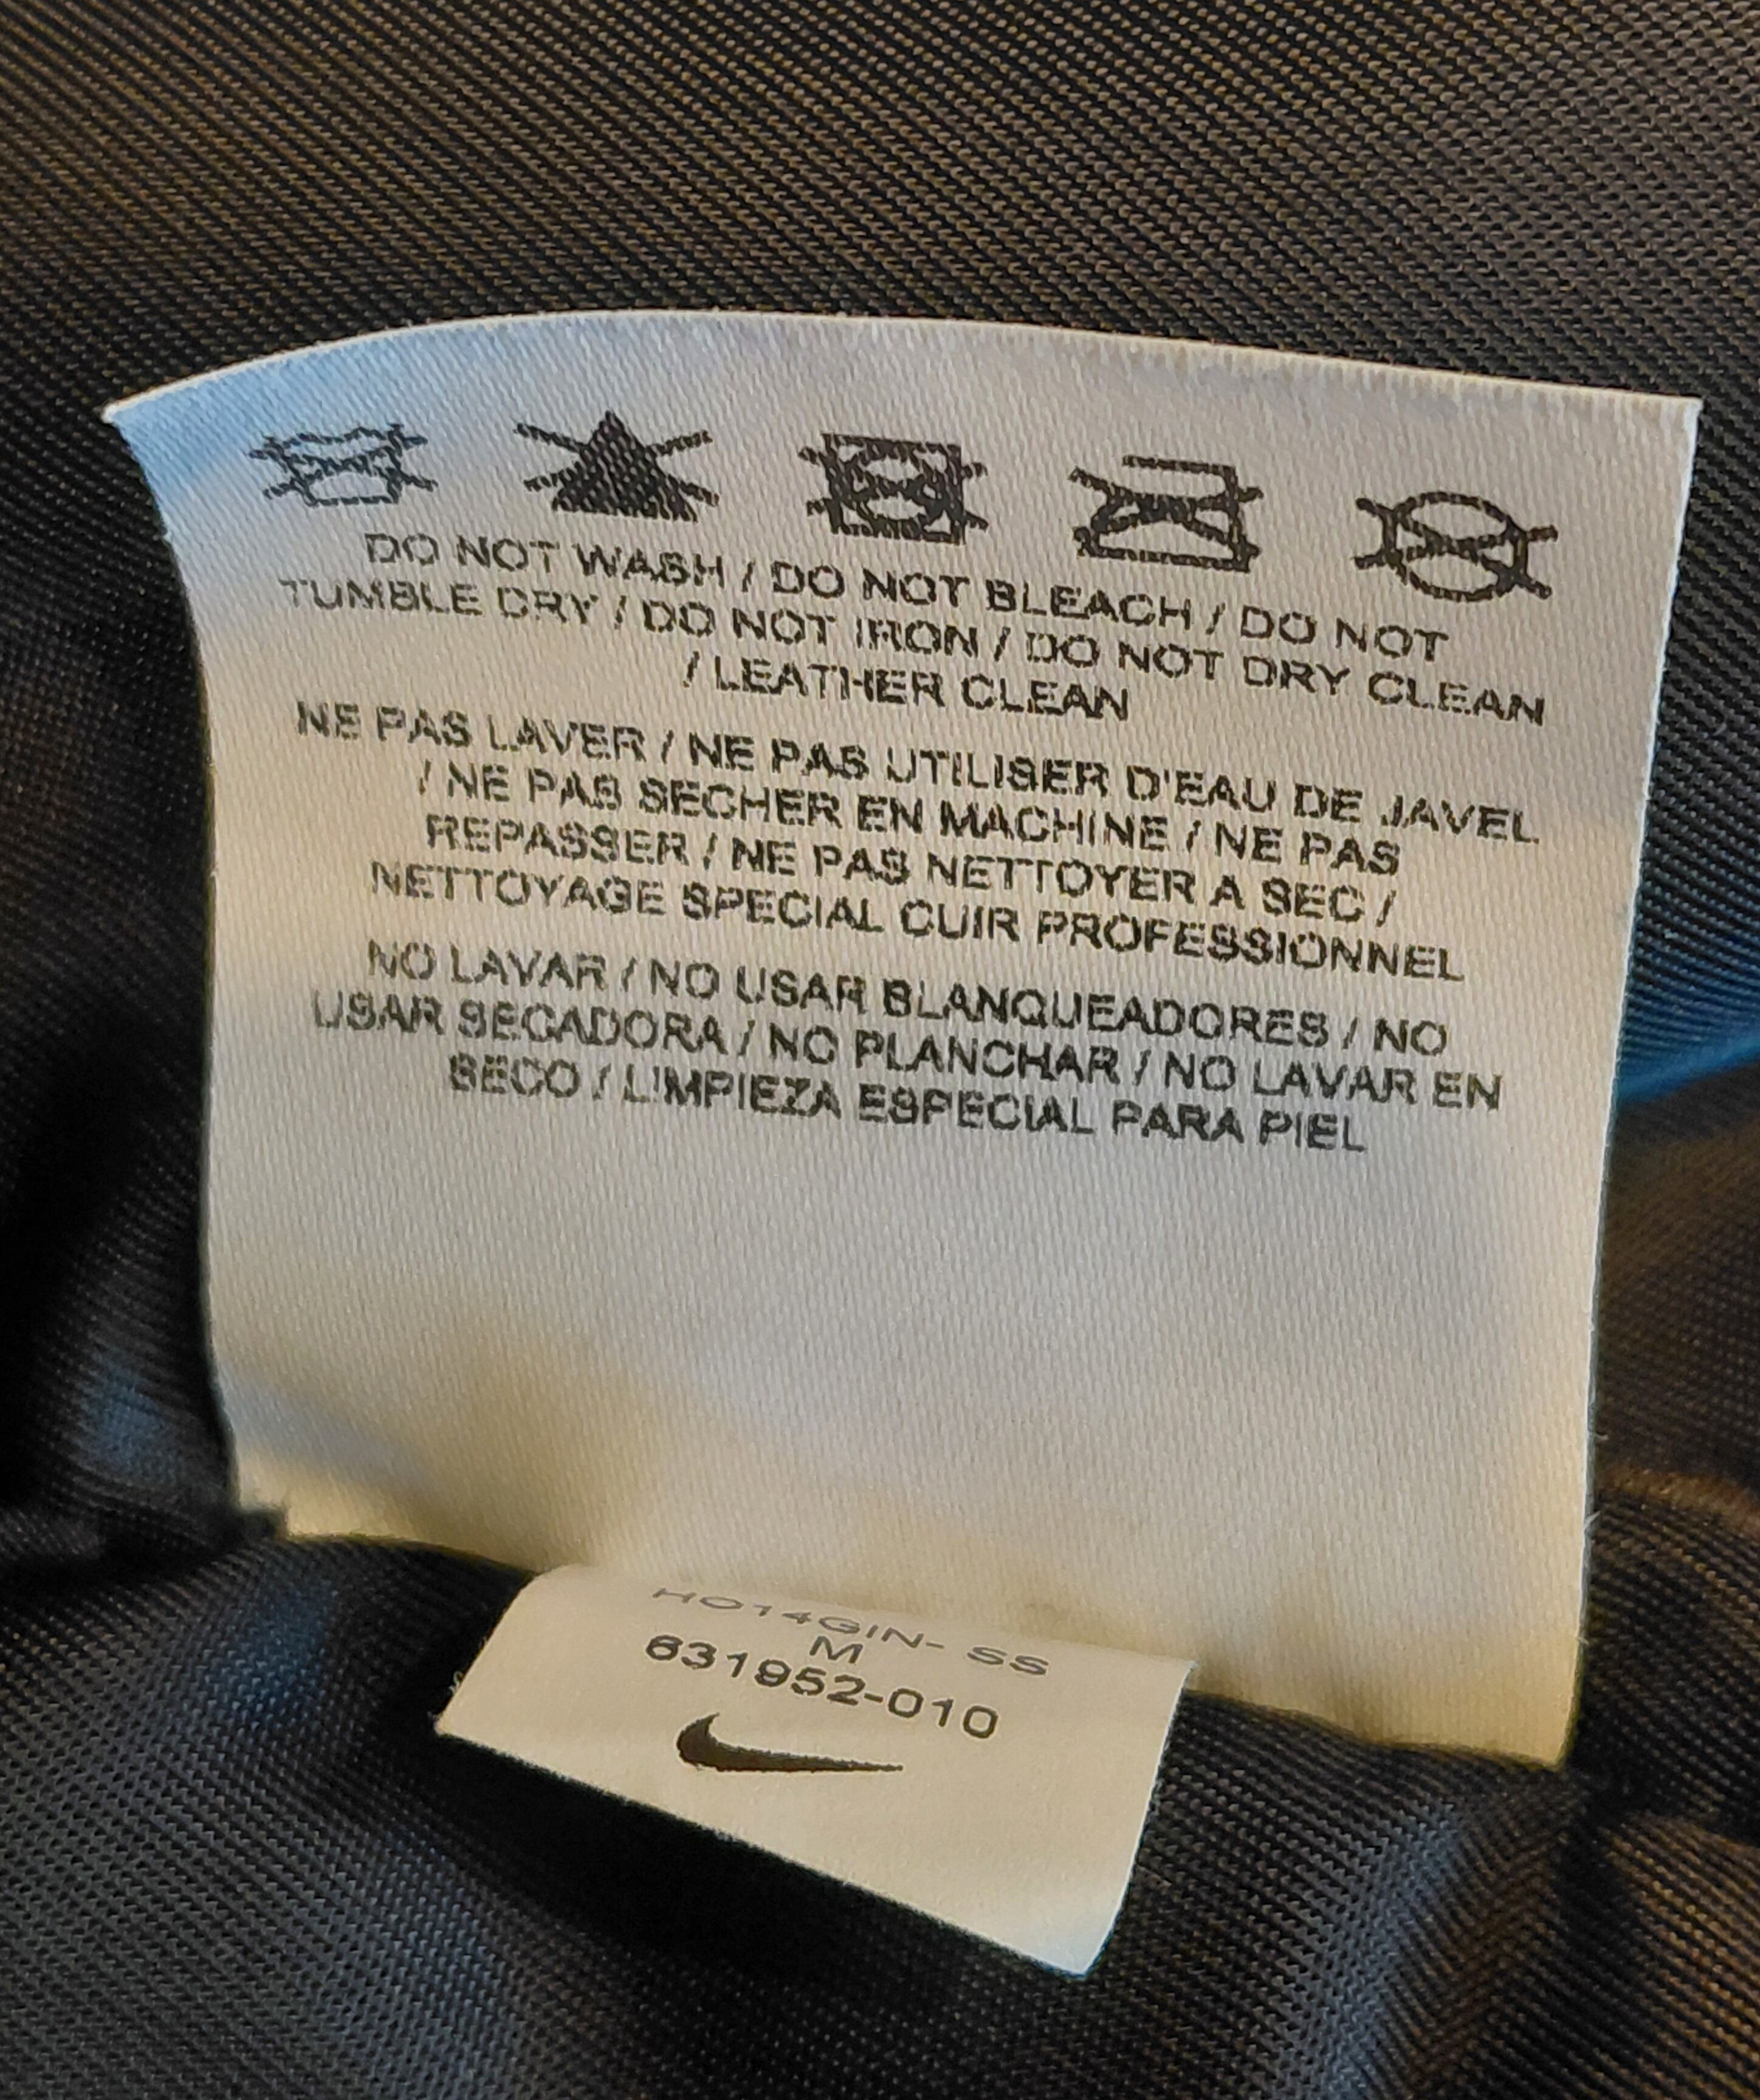 DO NOT WASH / DO NOT BLEACH / DO NOT
TUMBLE DRY / DO NOT IRON / DO NOT DRY CLEAN
/ LEATHER CLEAN
NE PAS LAVER / NE PAS UTILISER D'EAU DE JAVEL
/ NE PAS SECHER EN MACHINE / NE PAS
REPASSER / NE PAS NETTOYER A SEC /
NETTOYAGE SPECIAL CUIR PROFESSIONNEL
NO LAVAR / NO USAR BLANQUEADORES / NO
USAR SECADORA / NO PLANCHAR / NO LAVAR EN
SECO / LIMPIEZA ESPECIAL PARA PIEL
HO14GIN- SS
M
631952-010